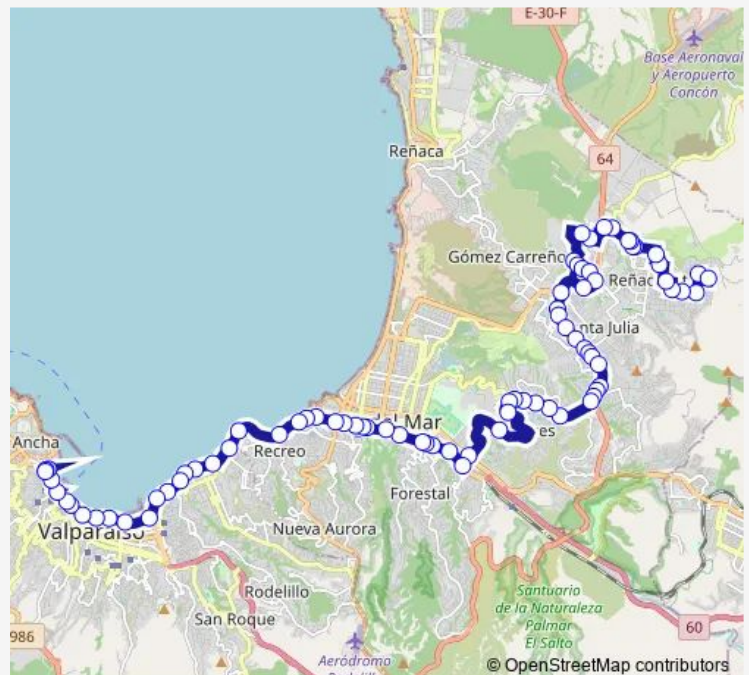 E-30-F
Base Aeronaval
y Aeropuerto
Concón
Reñaca
64
Gómez Carreño
Reñac
nta Julia
Ancha
del Mar
es
Recreo
Forestal
Valparaíso
Nueva Aurora
Rodelillo
San Roque
Santuario
de la Naturaleza
Palmar
El Salto
986
60
Aeródromo
© OpenStreetMap contributors